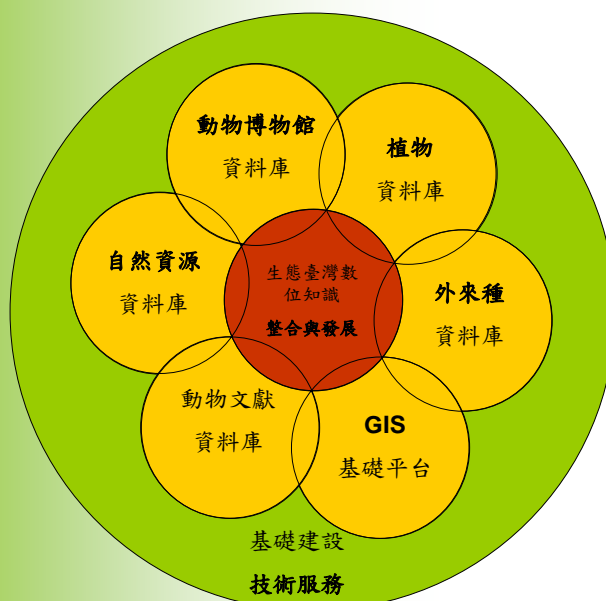 動物博物館
資料庫
植物
資料庫
自然資源
資料庫
生態臺灣數
位知識
整合與發展
外來種
資料庫
動物文獻
資料庫
GIS
基礎平台
基礎建設
技術服務